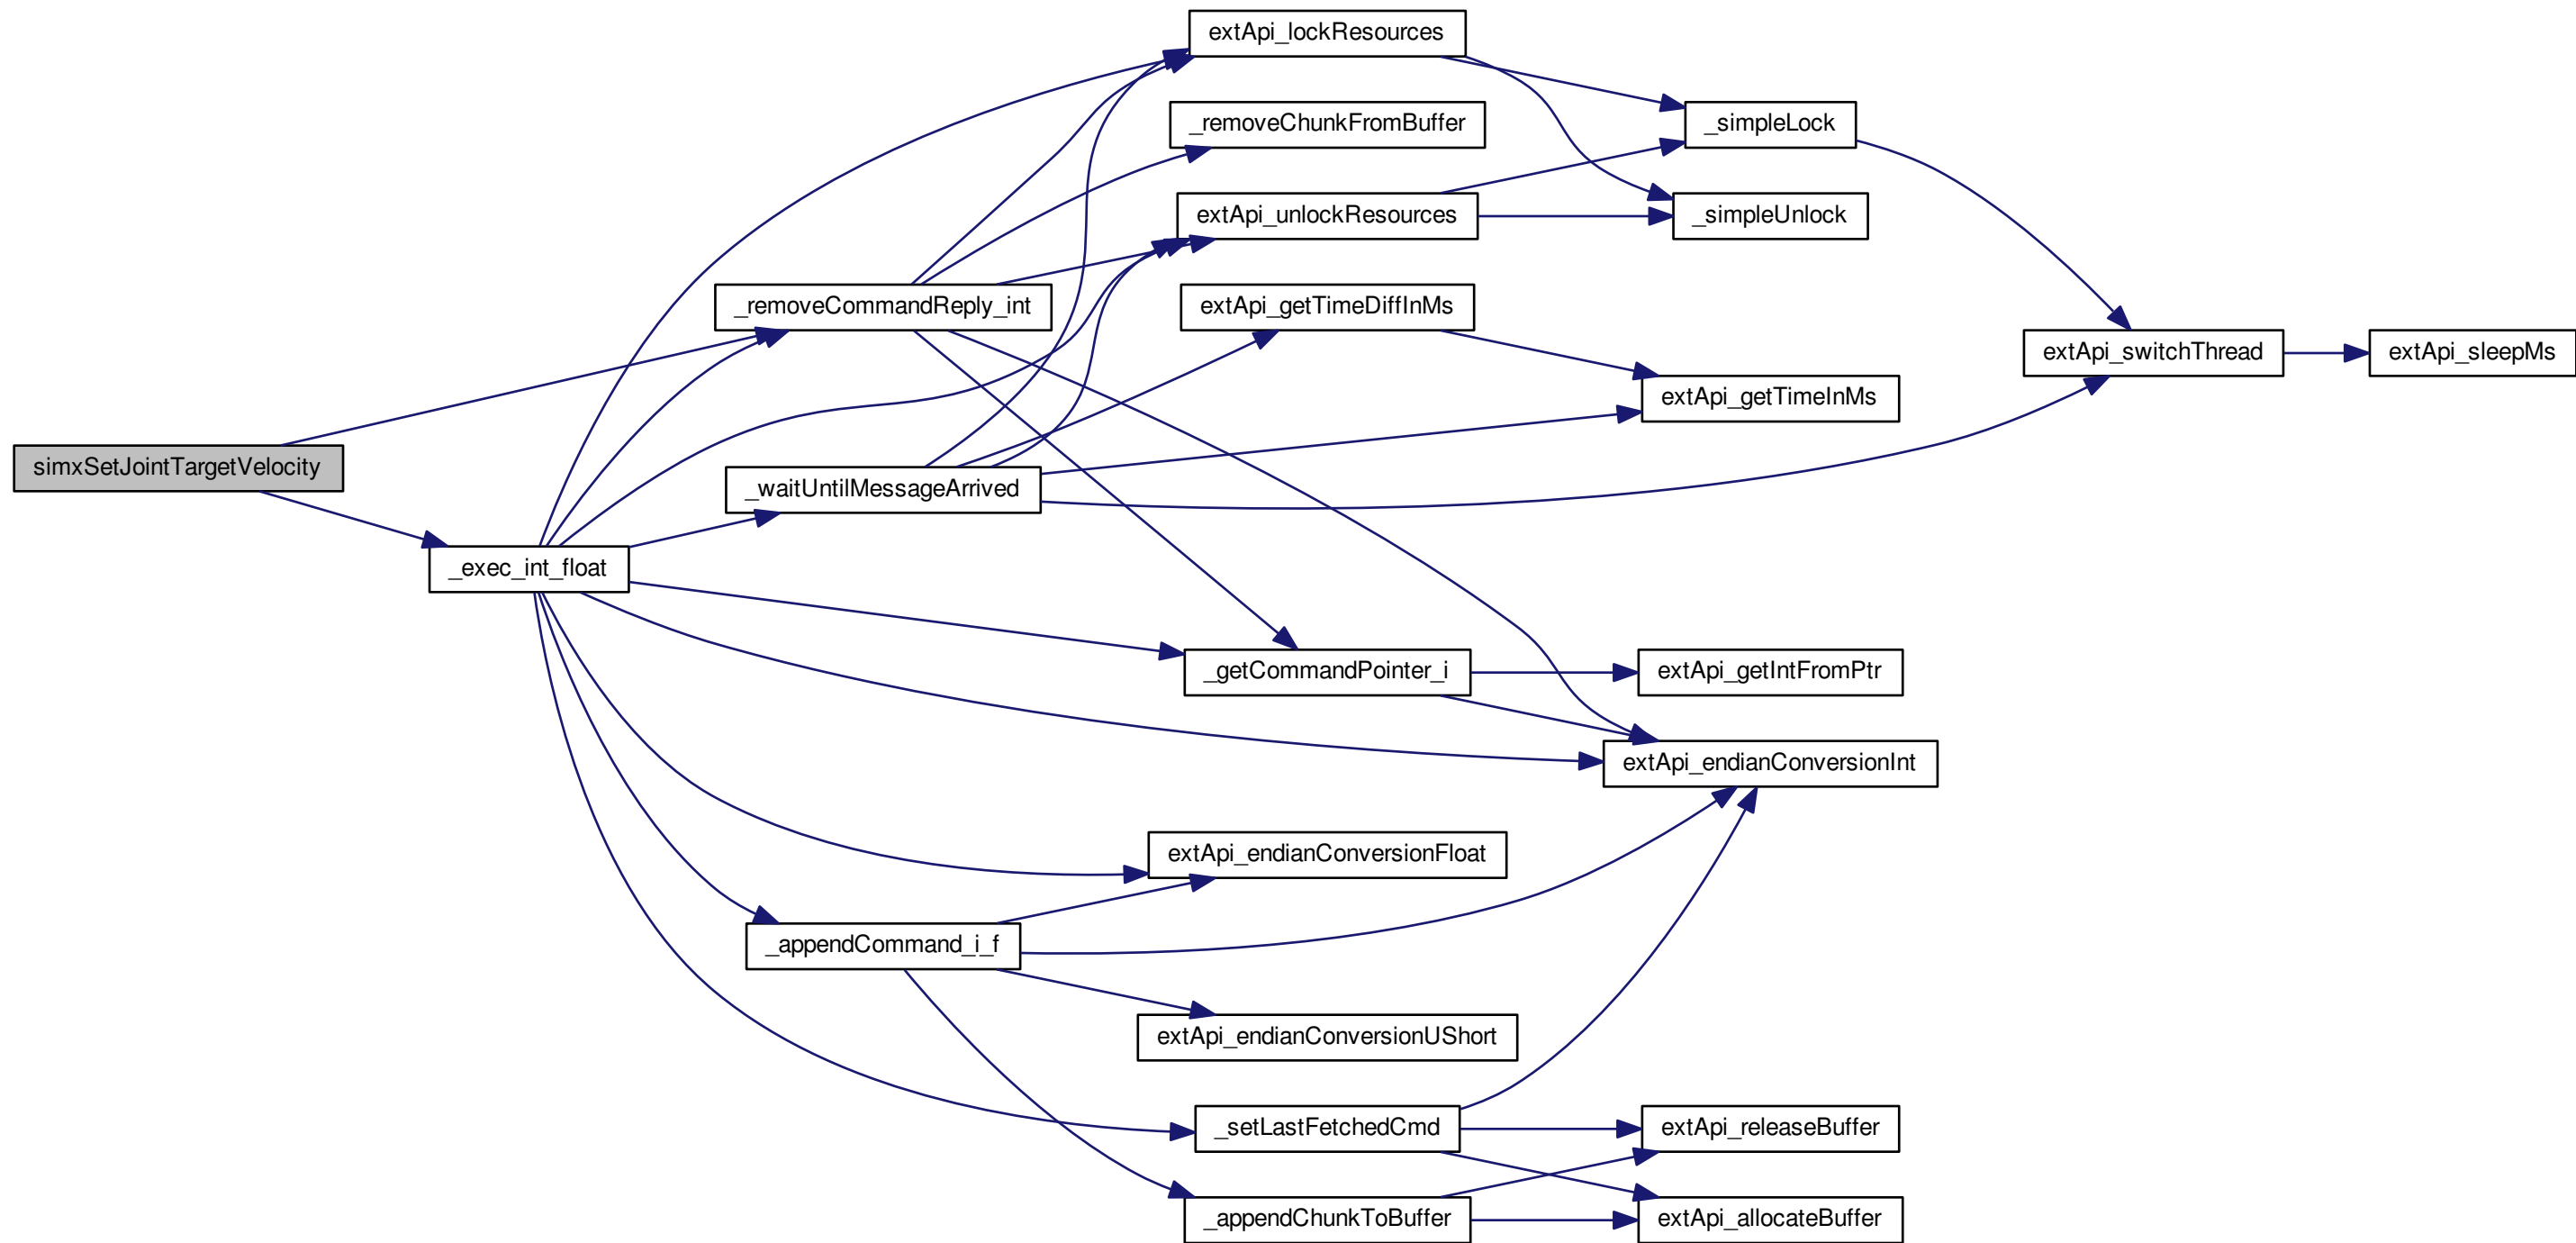 extApi_lockResources
_removeChunkFromBuffer
_simpleLock
extApi_unlockResources
_simpleUnlock
_removeCommandReply_int
extApi_getTimeDiffInMs
extApi_switchThread
extApi_sleepMs
extApi_getTimeInMs
simxSetJointTargetVelocity
_waitUntilMessageArrived
_exec_int_float
_getCommandPointer_i
extApi_getIntFromPtr
extApi_endianConversionInt
extApi_endianConversionFloat
_appendCommand_i_f
extApi_endianConversionUShort
_setLastFetchedCmd
extApi_releaseBuffer
_appendChunkToBuffer
extApi_allocateBuffer